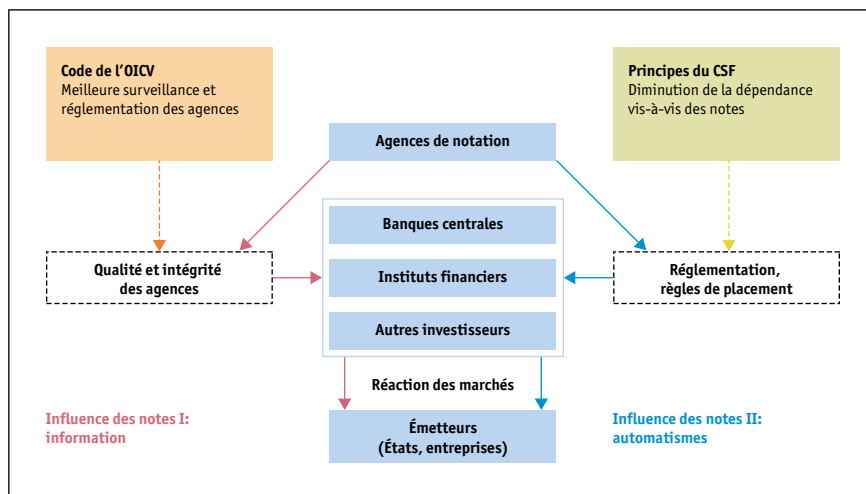 Code de l'OICV
Meilleure surveillance et
réglementation des agences
Principes du CSF
Diminution de la dépendance
vis-à-vis des notes
Agences de notation
Banques centrales
Qualité et intégrité
des agences
Instituts financiers
Réglementation,
règles de placement
Autres investisseurs
Réaction des marchés
Influence des notes I:
information
Émetteurs
(États, entreprises)
Influence des notes II:
automatismes